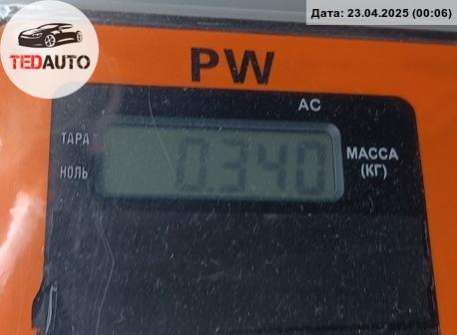 Дата: 23.04.2025 (00:06)
TEDAUTO
PW
AC
ТАРА
НОЛЬ
0.340
МАССА
(КГ)